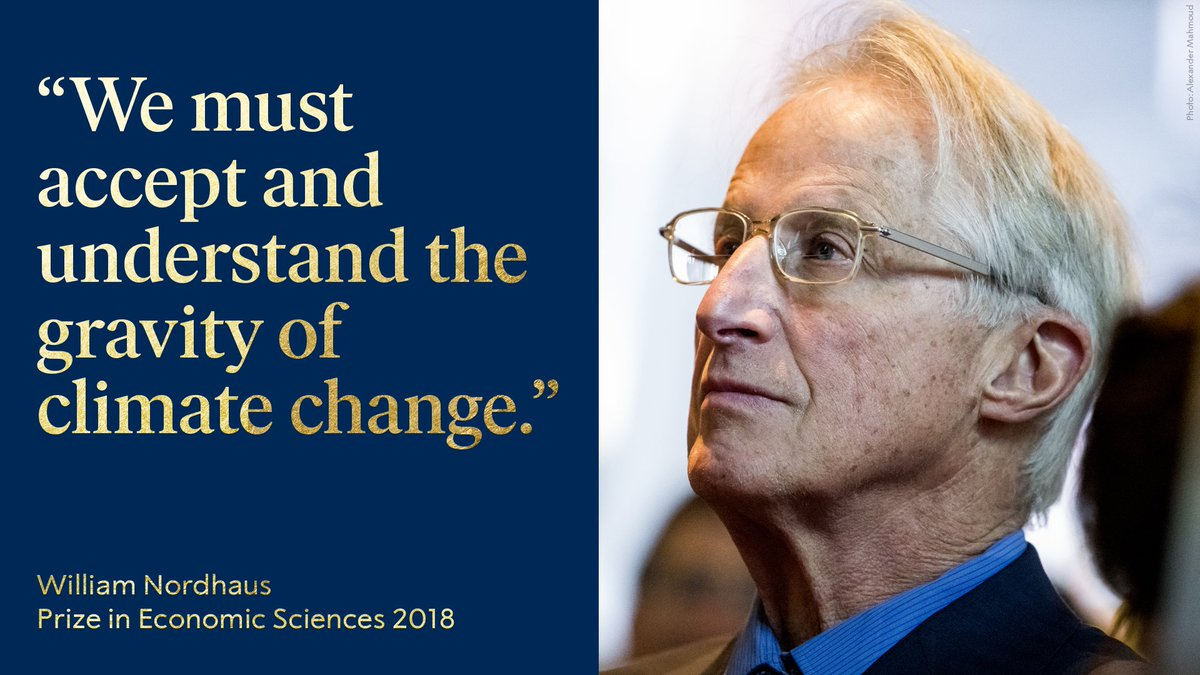 “We must
accept and
understand the
gravity of
climate change.”
William Nordhaus
Prize in Economic Sciences 2018
Photo: Alexander Mahmoud